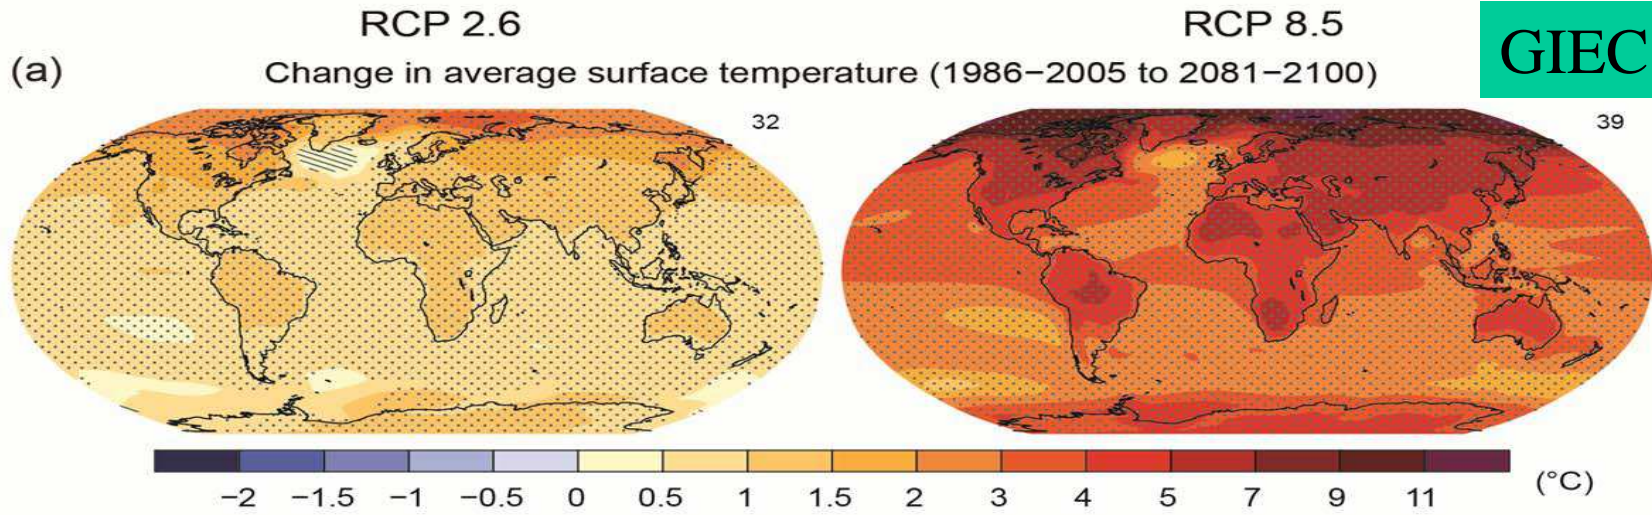 RCP 2.6
RCP 8.5
GIEC
(a)
Change in average surface temperature (1986−2005 to 2081−2100)
32
39
−2 −1.5 −1 −0.5 0 0.5 1 1.5 2 3 4 5 7 9 11
(°C)